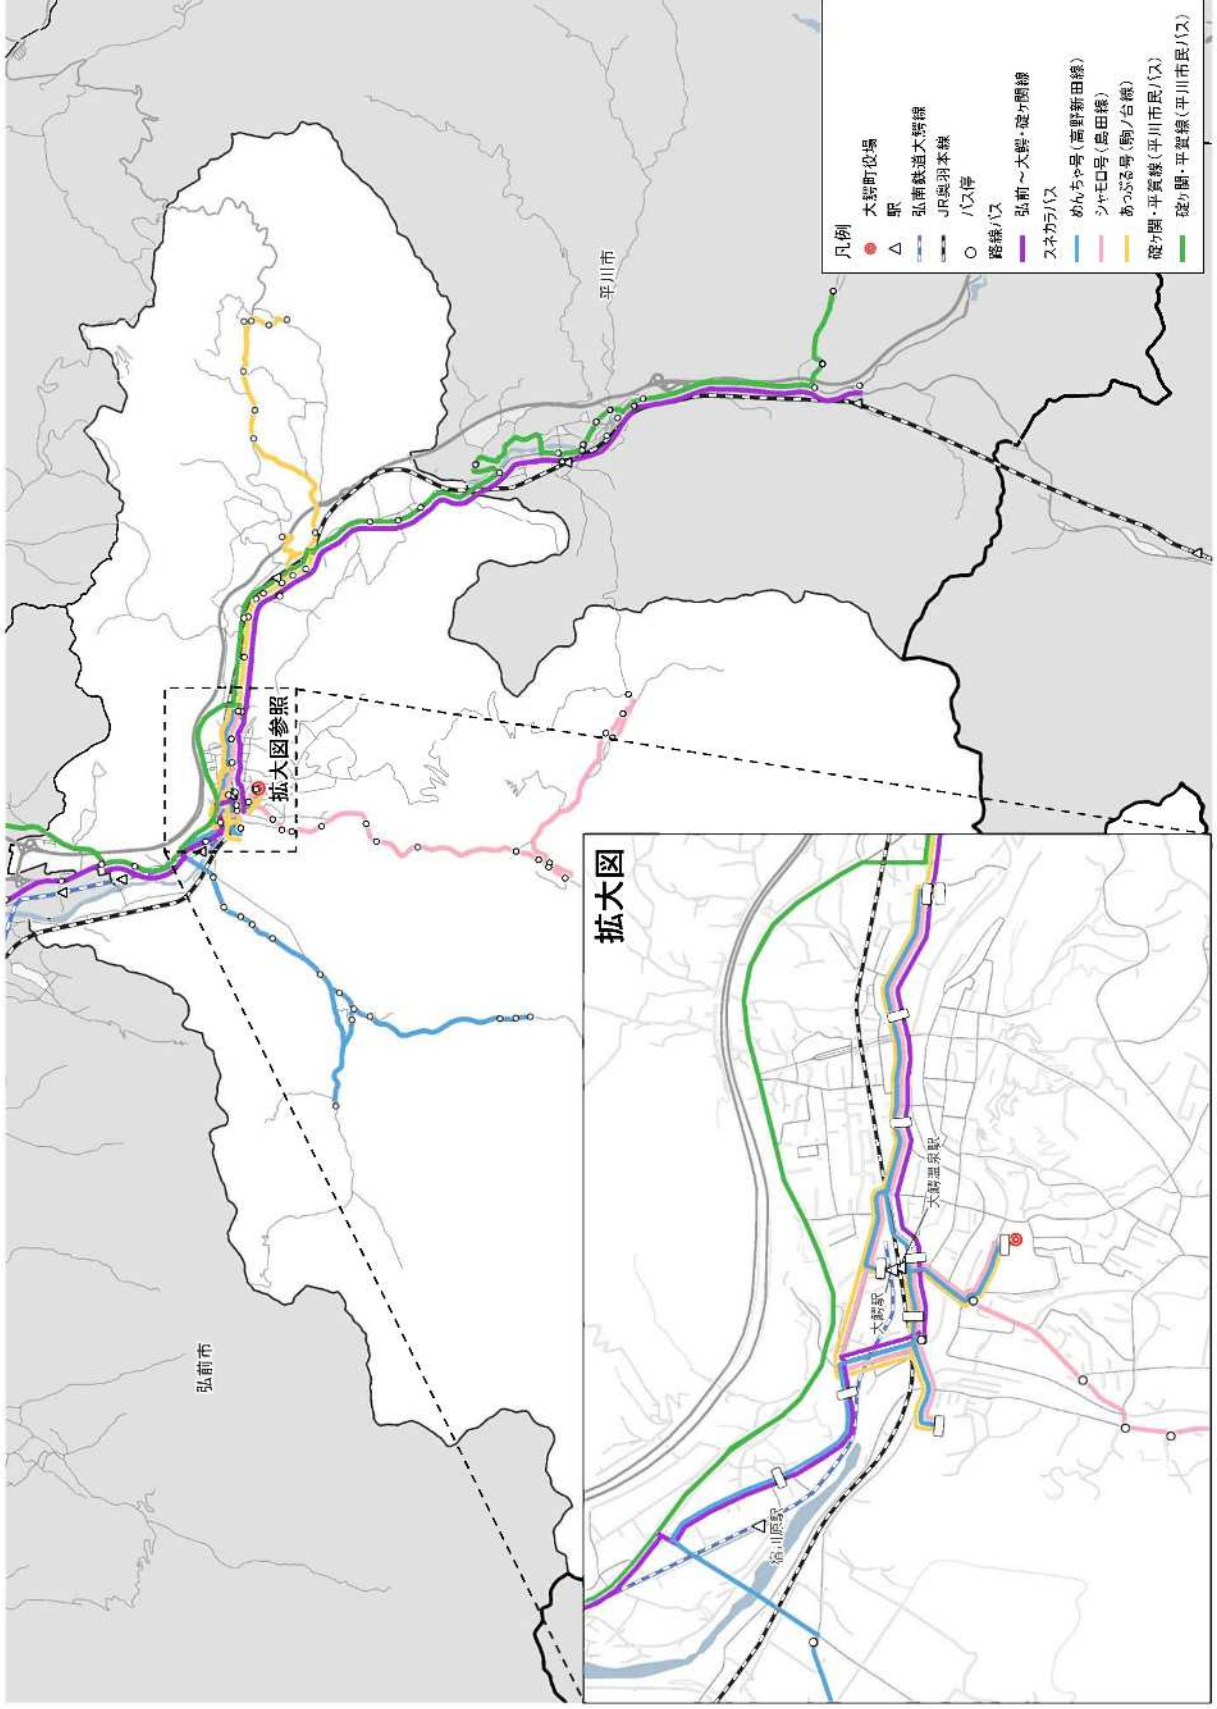 弘前市
平川市
拡大図参照
拡大図
宿川原駅
大鰐駅
大鰐温泉駅
凡例
大鰐町役場
駅
弘南鉄道大鰐線
JR奥羽本線
バス停
路線バス
弘前～大鰐・碇ヶ関線
スネカラバス
めんちゃ号(高野新田線)
シャモロ号(島田線)
あっぷる号(駒ノ台線)
碇ヶ関・平賀線(平川市民バス)
碇ヶ関・平賀線(平川市民バス)